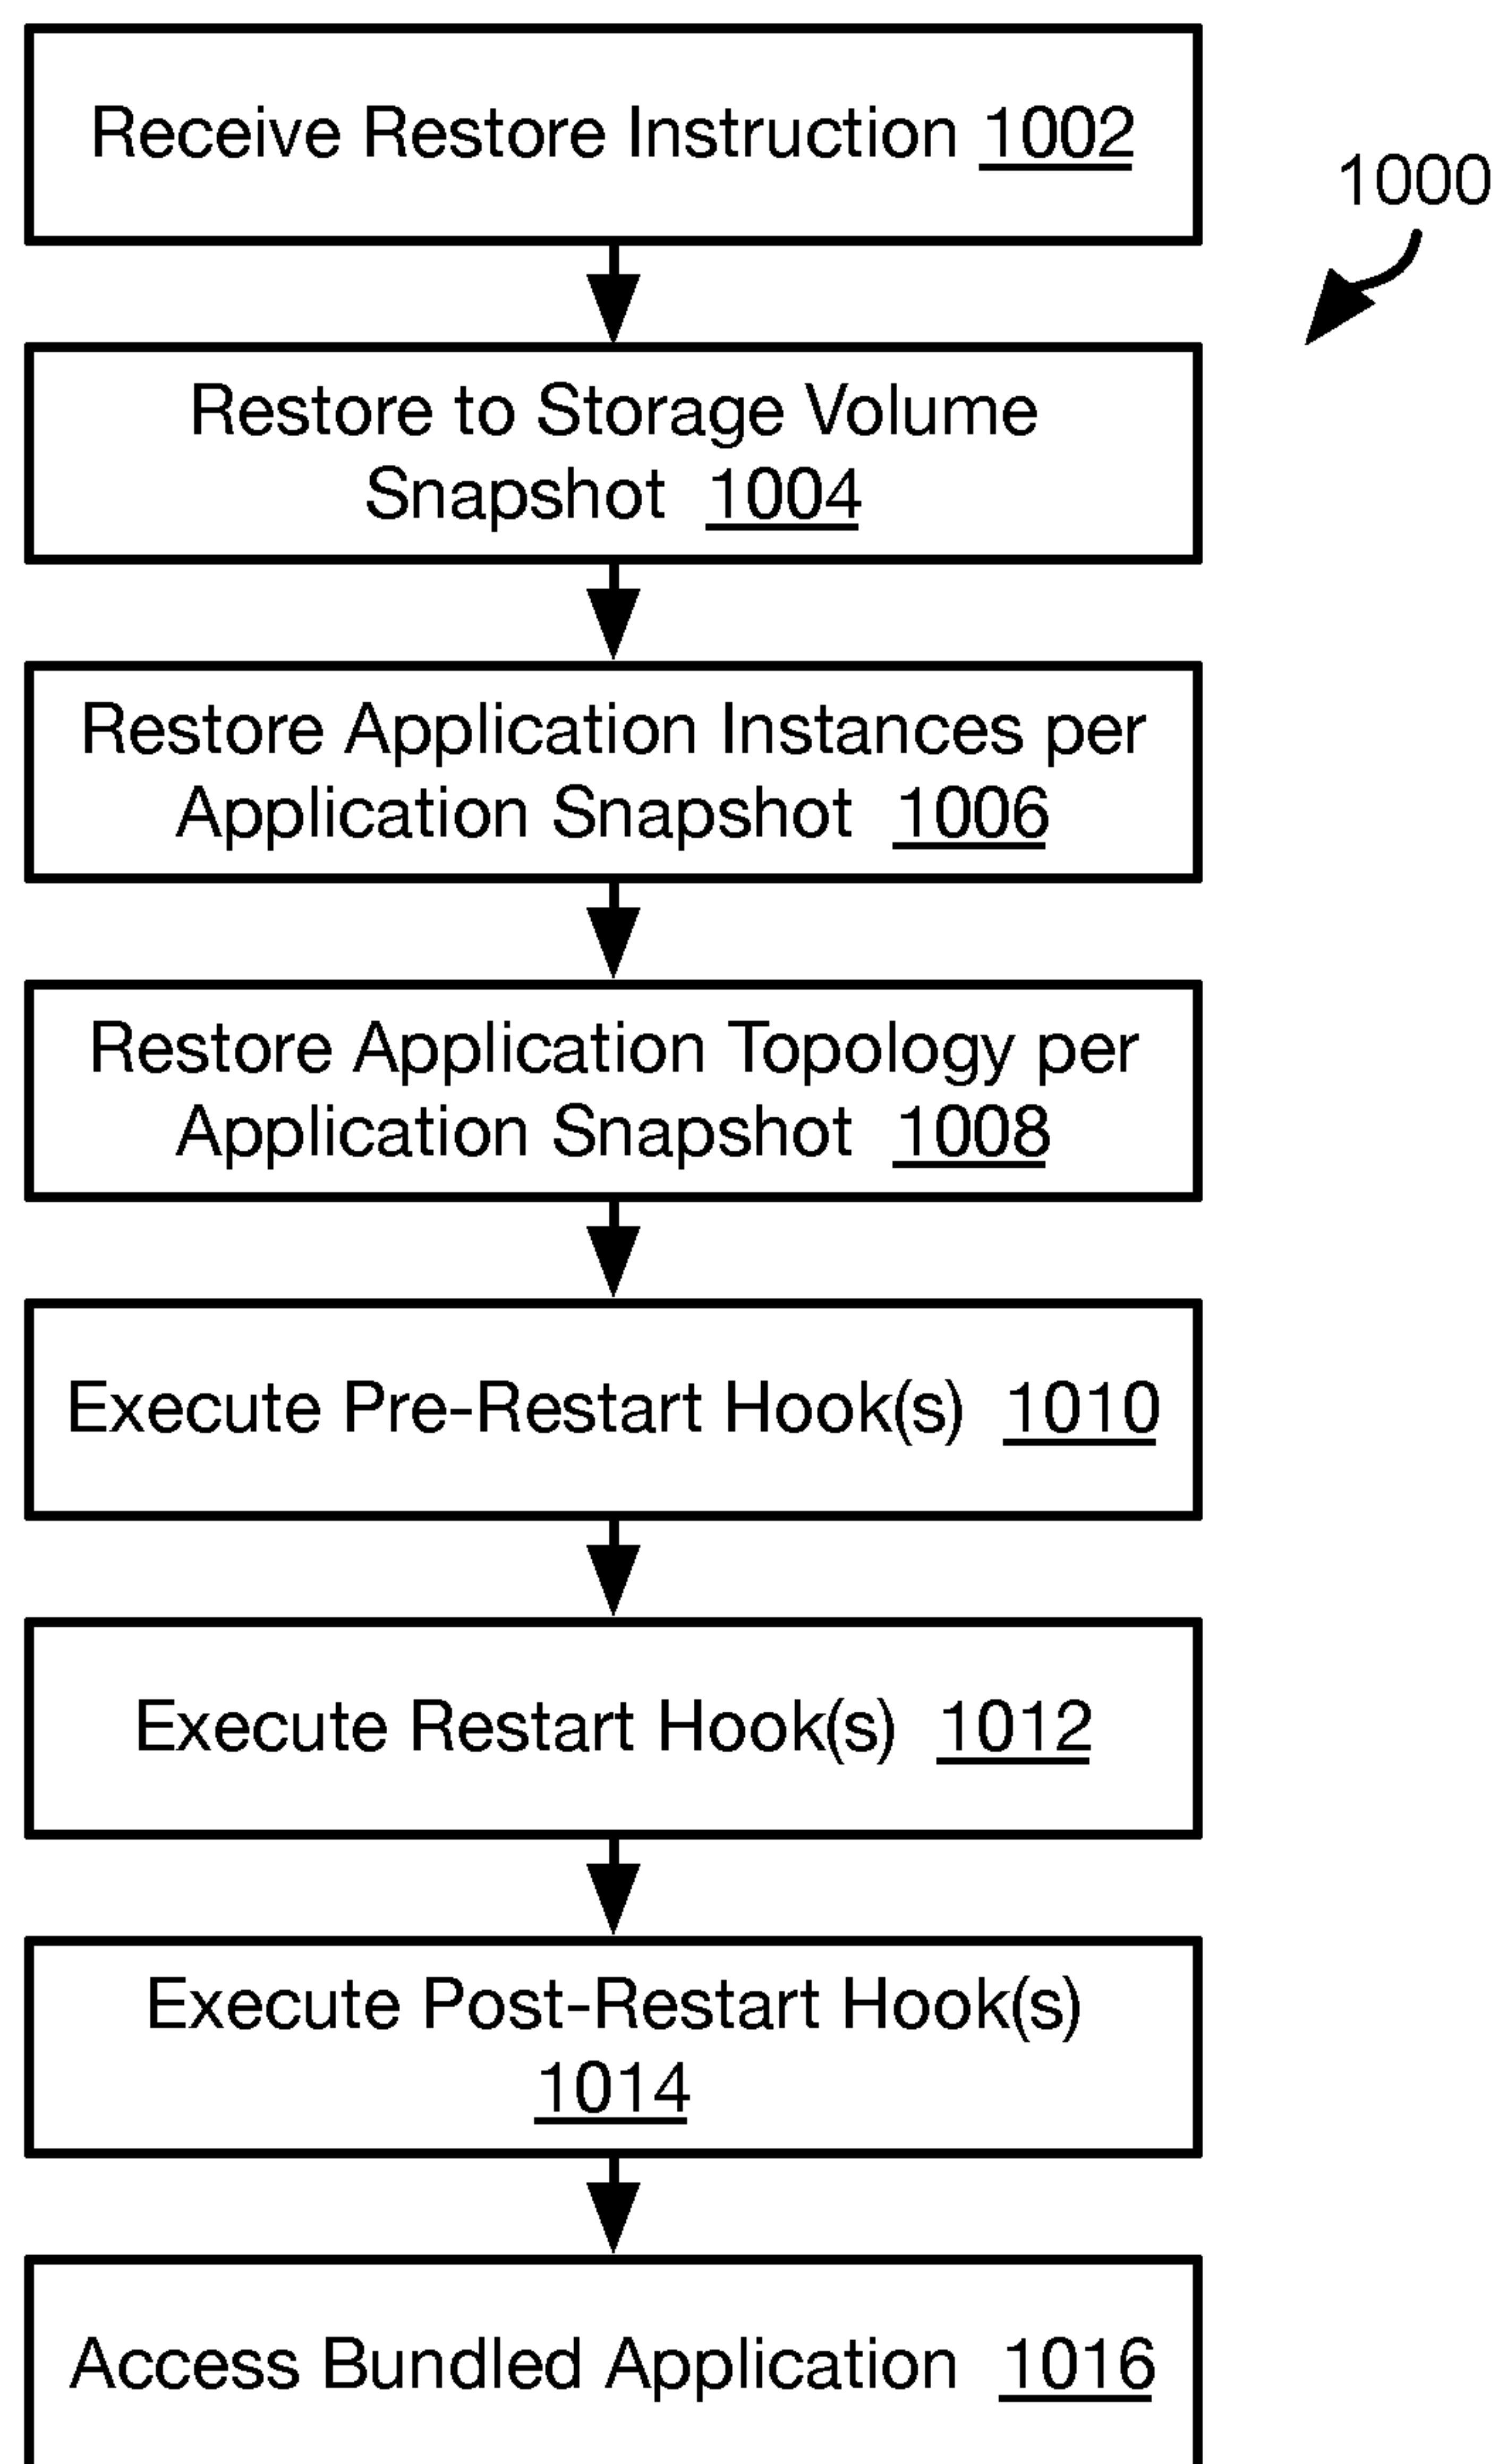 Receive Restore Instruction 1002
1000
Restore to Storage Volume
Snapshot 1004
Restore Application Instances per
Application Snapshot 1006
Restore Application Topology per
Application Snapshot 1008
Execute Pre-Restart Hook(s) 1010
Execute Restart Hook(s) 1012
Execute Post-Restart Hook(s)
1014
Access Bundled Application 1016